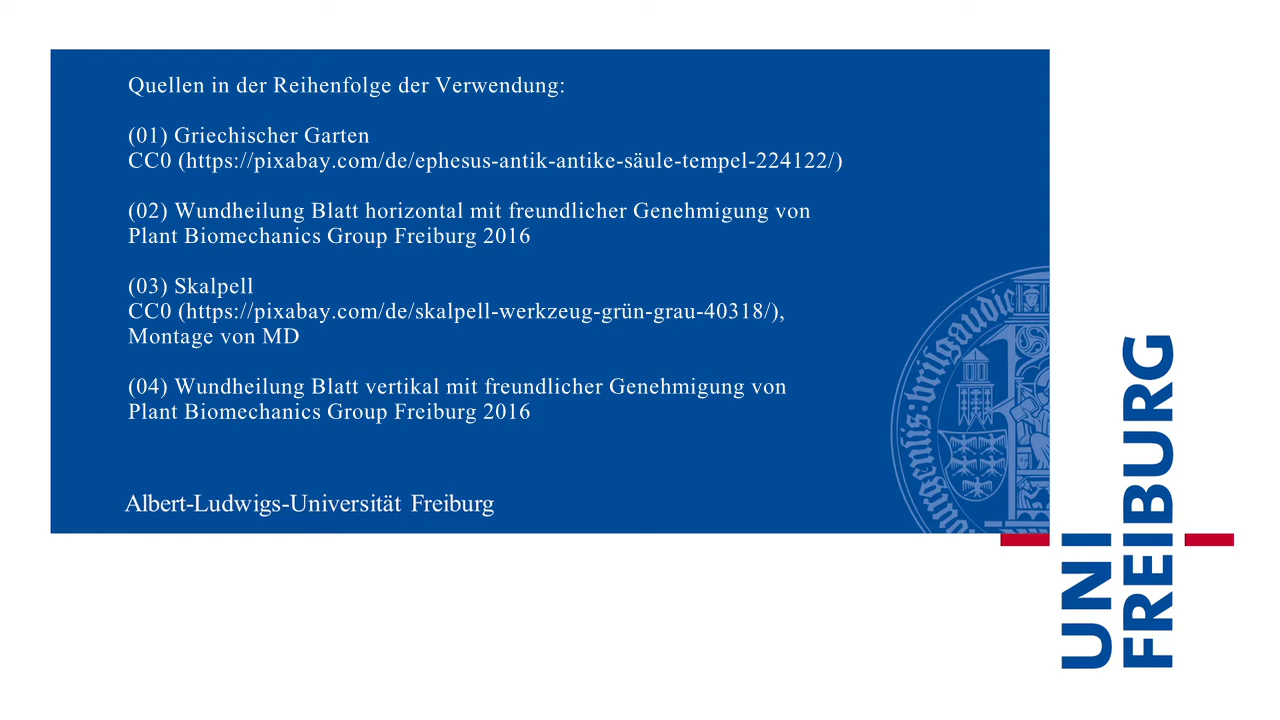 Quellen in der Reihenfolge der Verwendung:
(01) Griechischer Garten
CC0 (https://pixabay.com/de/ephesus-antik-antike-säule-tempel-224122/)
(02) Wundheilung Blatt horizontal mit freundlicher Genehmigung von
Plant Biomechanics Group Freiburg 2016
(03) Skalpell
CC0 (https://pixabay.com/de/skalpell-werkzeug-grün-grau-40318/),
Montage von MD
(04) Wundheilung Blatt vertikal mit freundlicher Genehmigung von
Plant Biomechanics Group Freiburg 2016
Albert-Ludwigs-Universität Freiburg
UNI
FREIBURG